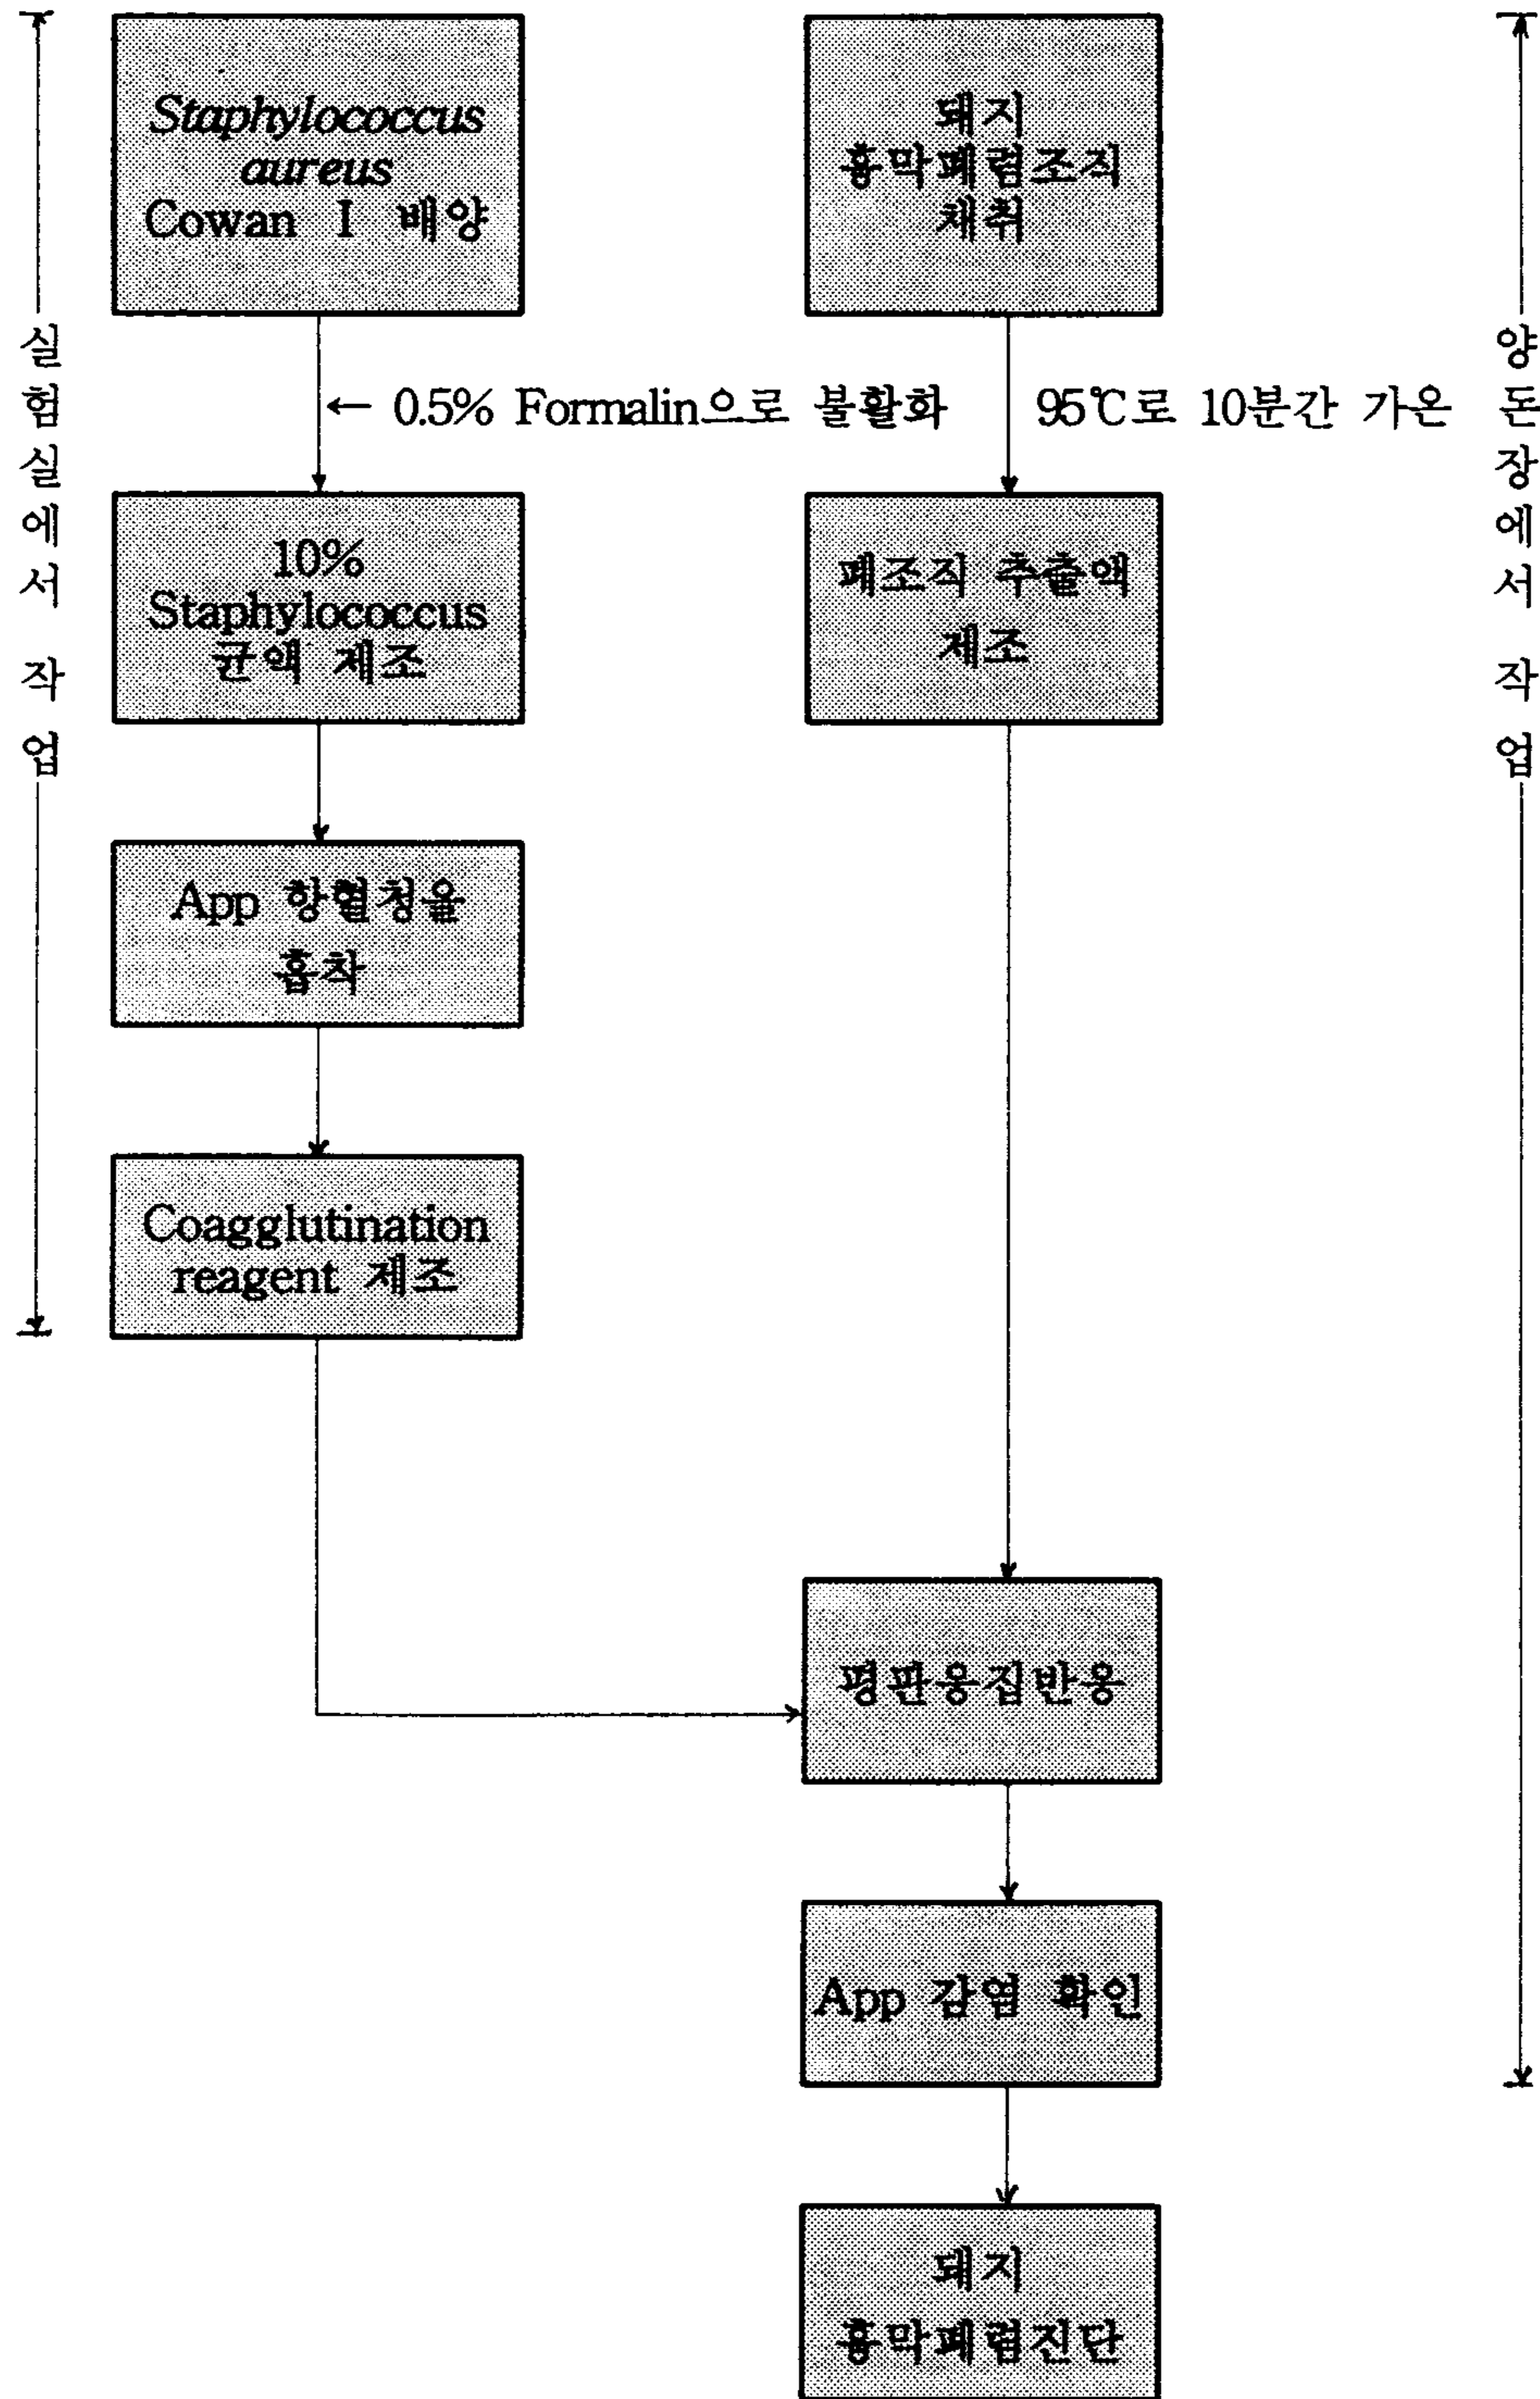 Staphylococcus
aureus
Cowan I 배양
돼지
흉막폐렴조직
채취
← 0.5% Formalin으로 불활화
95℃로 10분간 가온
실험실에서 작업
양돈장에서 작업
10%
Staphylococcus
균액 제조
폐조직 추출액
제조
App 항혈청을
흡착
Coagglutination
reagent 제조
평판응집반응
App 감염 확인
돼지
흉막폐렴진단